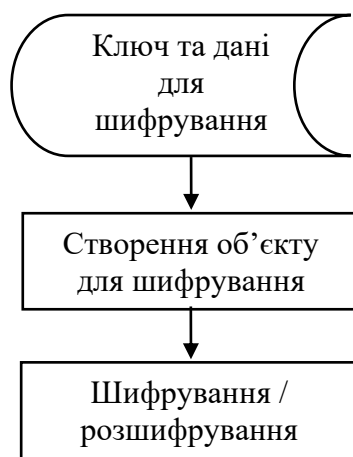 Ключ та дані
для
шифрування
Створення об’єкту
для шифрування
Шифрування /
розшифрування